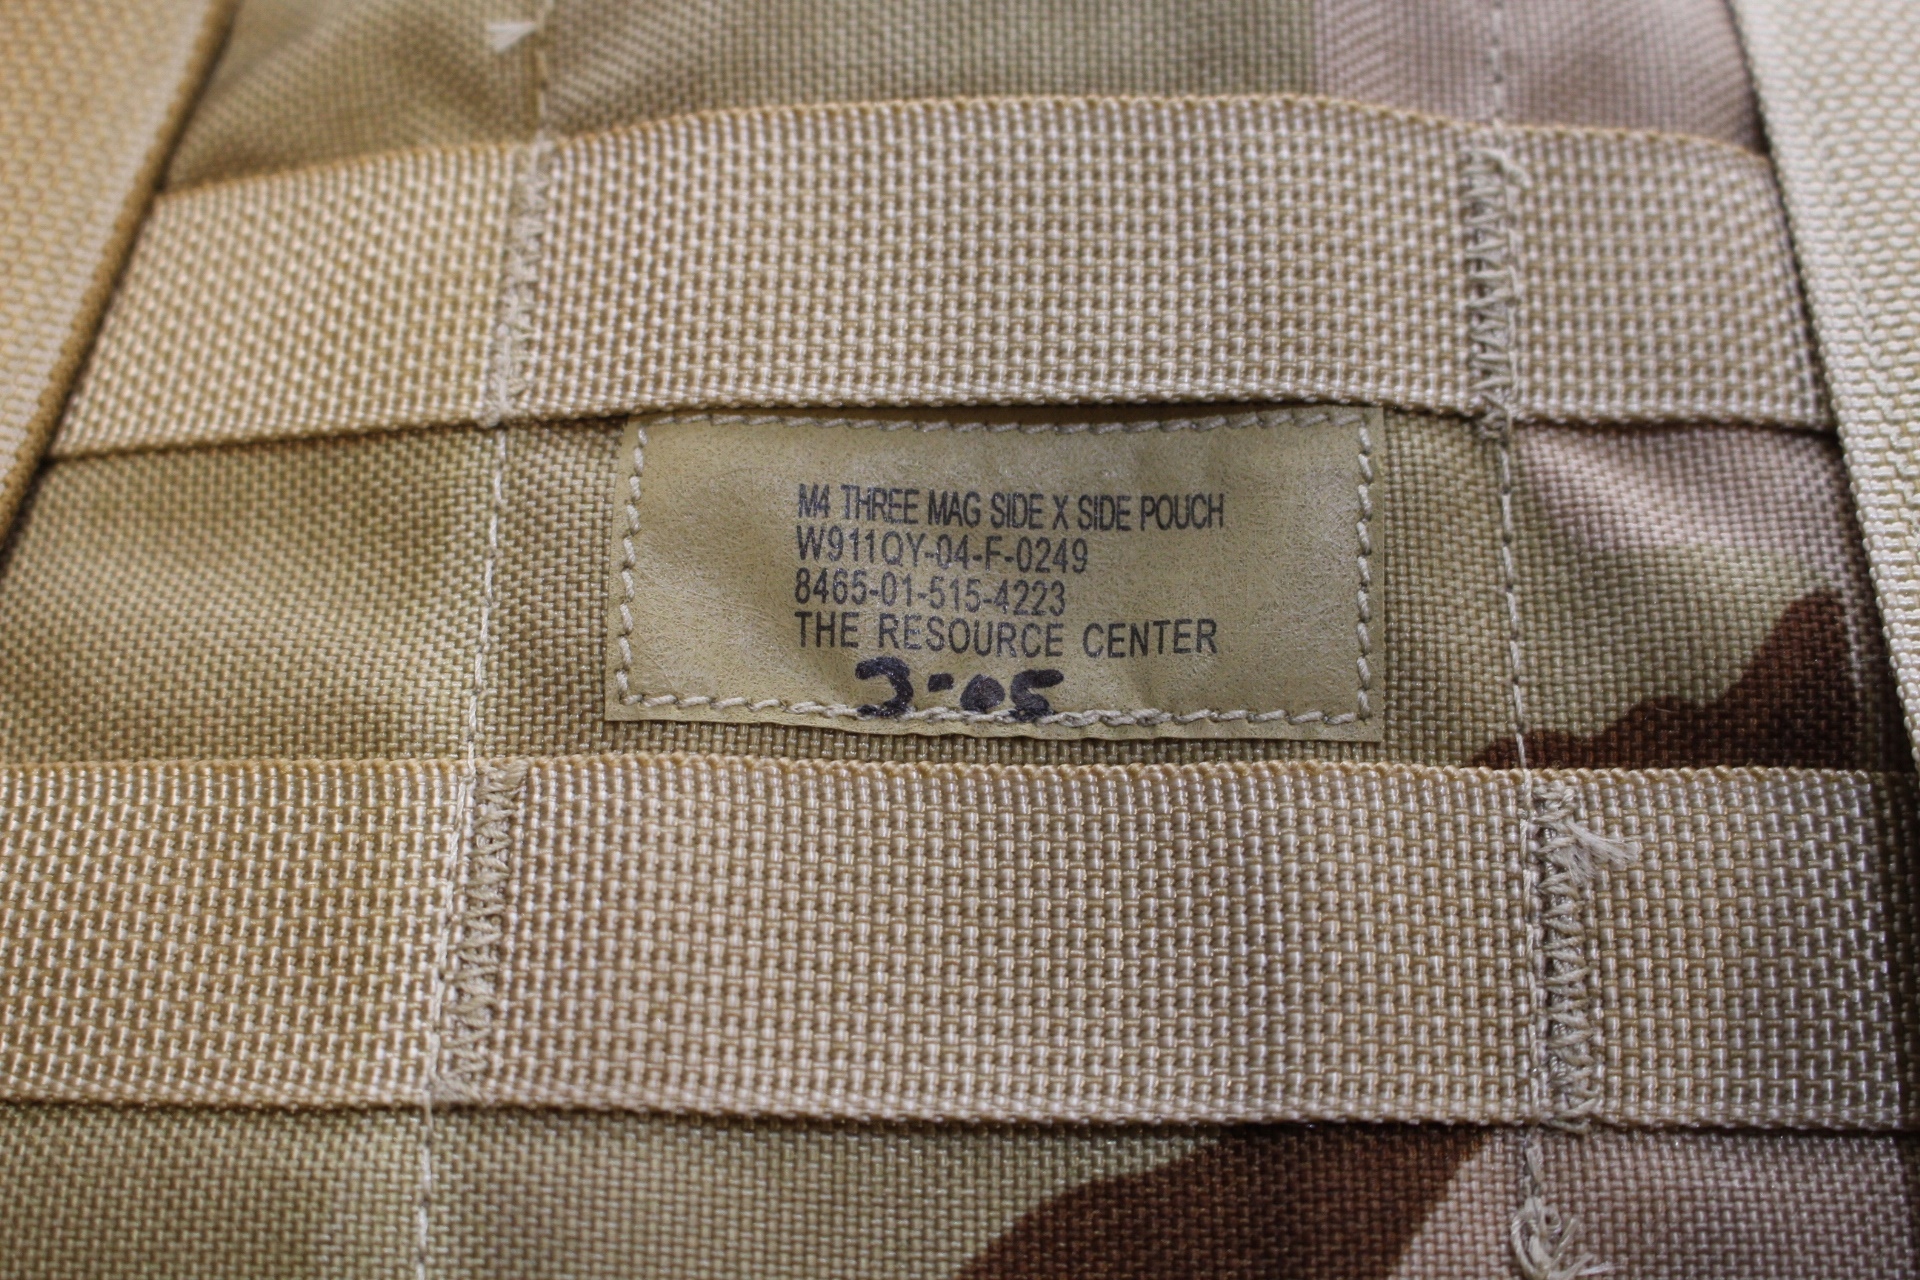 M4 THREE MAG SIDE X SIDE POUCH
W911QY-04-F-0249
8465-01-515-4223
THE RESOURCE CENTER
3-05